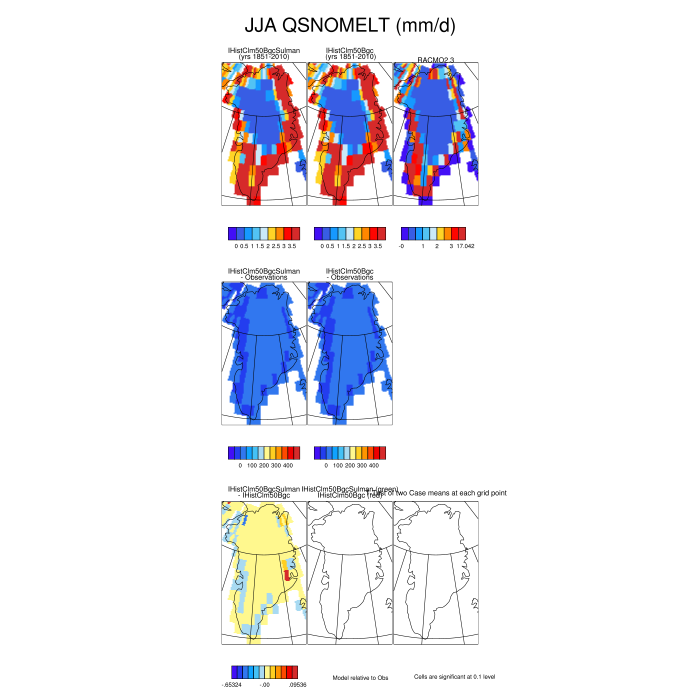 JJA QSNOMELT (mm/d)
IHistClm50BgcSulman
(yrs 1851-2010)
IHistClm50Bgc
(yrs 1851-2010)
RACMO2.3
0 0.5 1 1.5 2 2.5 3 3.5
0 0.5 1 1.5 2 2.5 3 3.5
-0 1 2 3 17.042
IHistClm50BgcSulman
- Observations
IHistClm50Bgc
- Observations
0 100 200 300 400
0 100 200 300 400
IHistClm50BgcSulman
- IHistClm50Bgc
IHistClm50BgcSulman (green)
IHistClm50Bgc (red)
of two Case means at each grid point
-.65324 -.00 .09536
Model relative to Obs
Cells are significant at 0.1 level